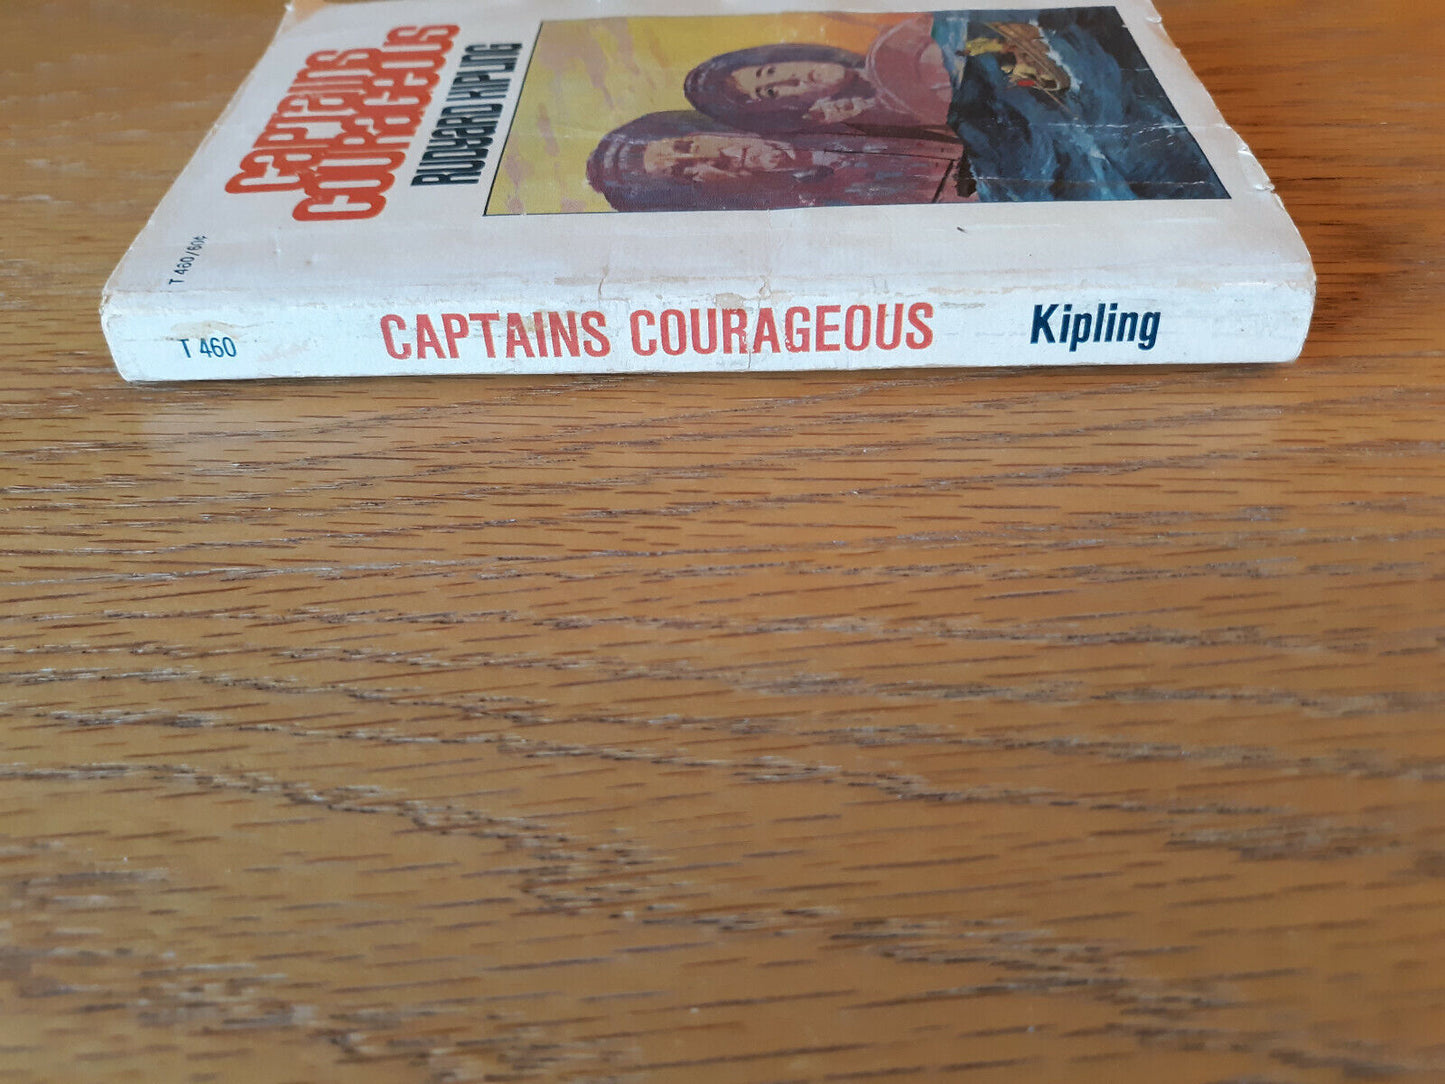 CAPTAINS
COURAGEOUS
RUDYARD KIPLING
T 460/60¢
T 460 CAPTAINS COURAGEOUS Kipling